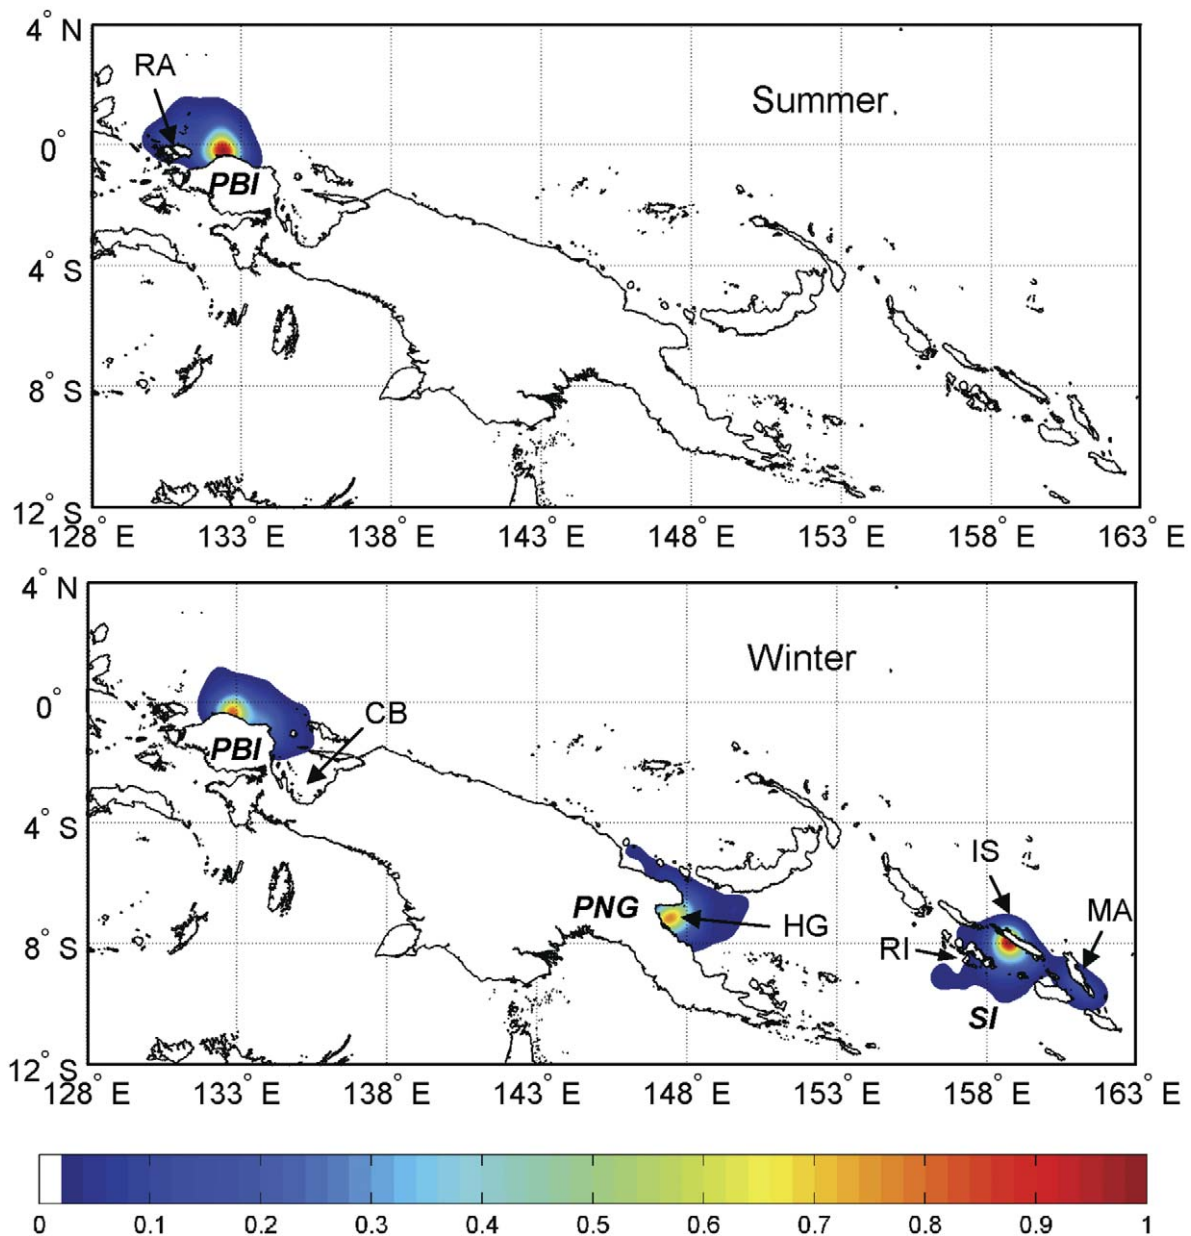 4° N
RA
Summer
0°
PBI
4° S
8° S
12° S
128° E 133° E 138° E 143° E 148° E 153° E 158° E 163° E
4° N
Winter
0°
CB
PBI
4° S
IS
PNG
MA
HG
RI
8° S
SI
12° S
128° E 133° E 138° E 143° E 148° E 153° E 158° E 163° E
0 0.1 0.2 0.3 0.4 0.5 0.6 0.7 0.8 0.9 1